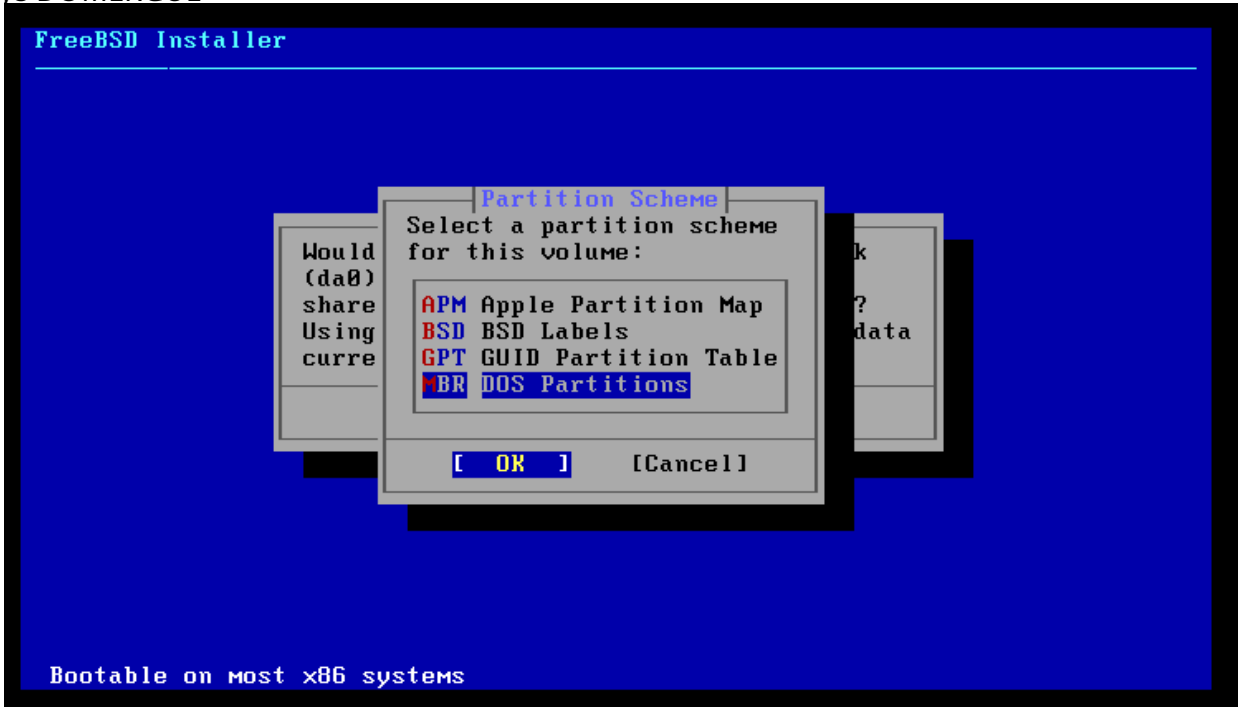 FreeBSD Installer
Partition Scheme
Select a partition scheme
for this volume:
Would
k
(da0)
share
?
Using
data
curre
APM Apple Partition Map
BSD BSD Labels
GPT GUID Partition Table
MBR DOS Partitions
[ OK ] [Cancel]
Bootable on most x86 systems